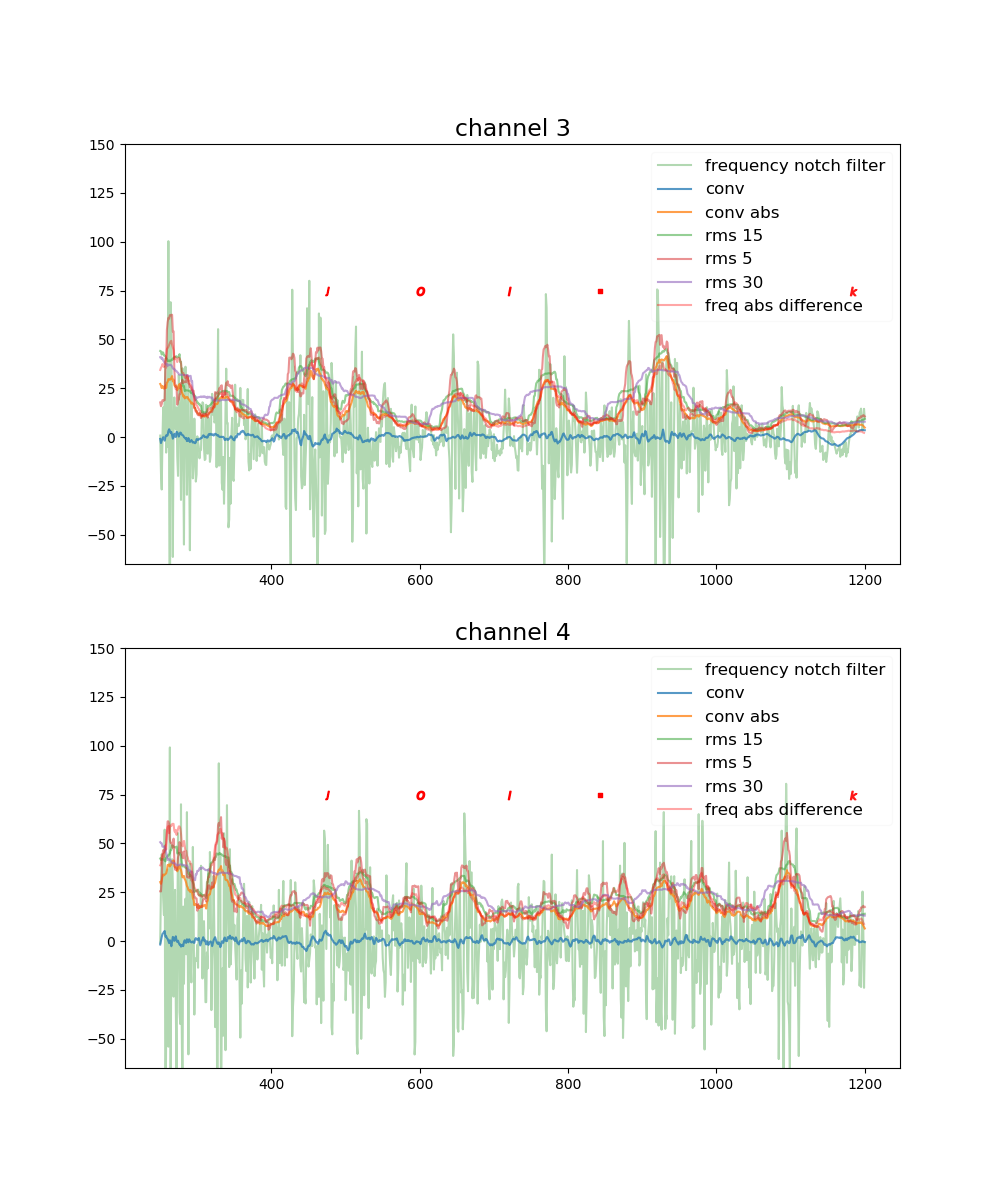 channel 3
150
125
100
75
50
25
0
−25
−50
frequency notch filter
conv
conv abs
rms 15
rms 5
rms 30
freq abs difference
J O I . k
400 600 800 1000 1200
channel 4
150
125
100
75
50
25
0
−25
−50
frequency notch filter
conv
conv abs
rms 15
rms 5
rms 30
freq abs difference
J O I . k
400 600 800 1000 1200